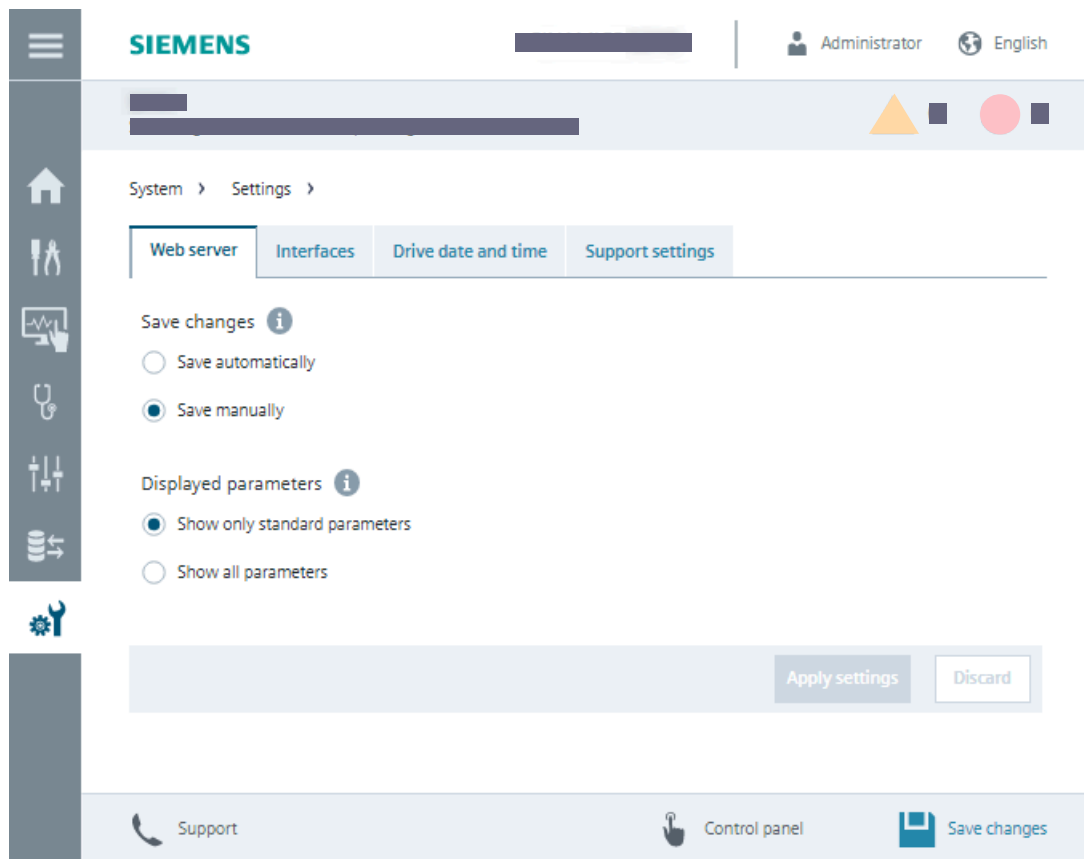 SIEMENS Administrator English
System > Settings >
Web server Interfaces Drive date and time Support settings
Save changes i
Save automatically
Save manually
Displayed parameters i
Show only standard parameters
Show all parameters
Apply settings Discard
Support Control panel Save changes